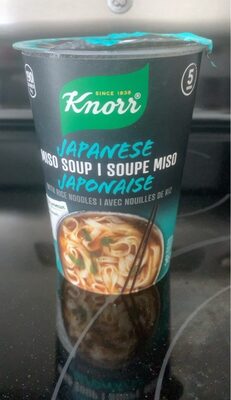 SINCE 1838
Knorr®
5
JAPANESE
MISO SOUP | SOUPE MISO
JAPONAISE
WITH RICE NOODLES | AVEC NOUILLES DE RIZ